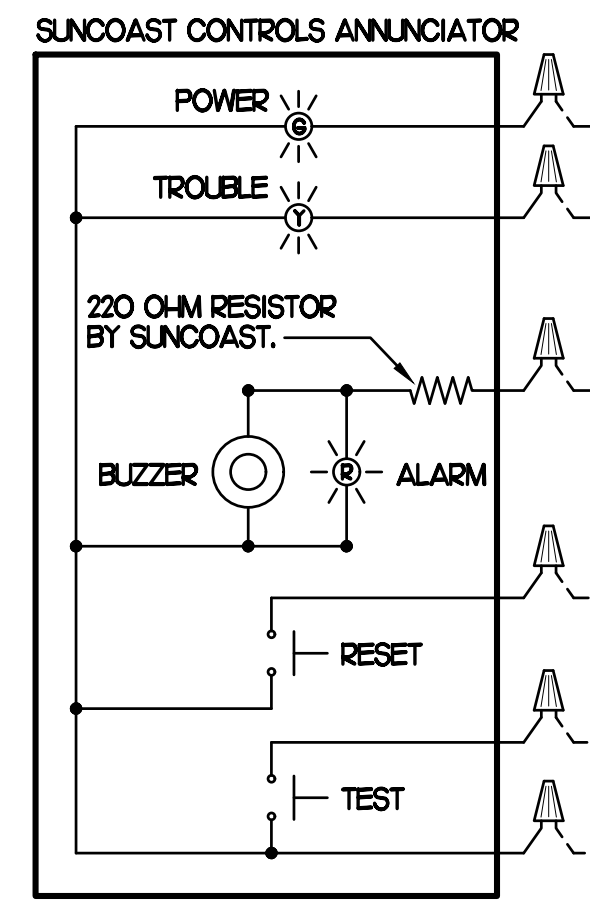 SUNCOAST CONTROLS ANNUNCIATOR
POWER
G
TROUBLE
Y
220 OHM RESISTOR
BY SUNCOAST.
BUZZER
R
ALARM
RESET
TEST